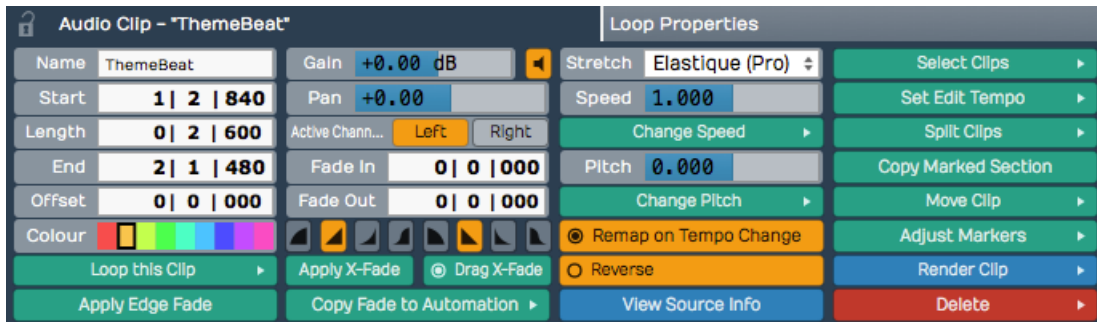 Audio Clip - "ThemeBeat"
Loop Properties
Name ThemeBeat
Start 1| 2 |840
Length 0| 2 |600
End 2| 1 |480
Offset 0| 0 |000
Colour
Loop this Clip
Apply Edge Fade
Gain +0.00 dB
Pan +0.00
Active Chann... Left Right
Fade In 0| 0 |000
Fade Out 0| 0 |000
Apply X-Fade Drag X-Fade
Copy Fade to Automation
Stretch Elastique (Pro)
Speed 1.000
Change Speed
Pitch 0.000
Change Pitch
Remap on Tempo Change
Reverse
View Source Info
Select Clips
Set Edit Tempo
Split Clips
Copy Marked Section
Move Clip
Adjust Markers
Render Clip
Delete